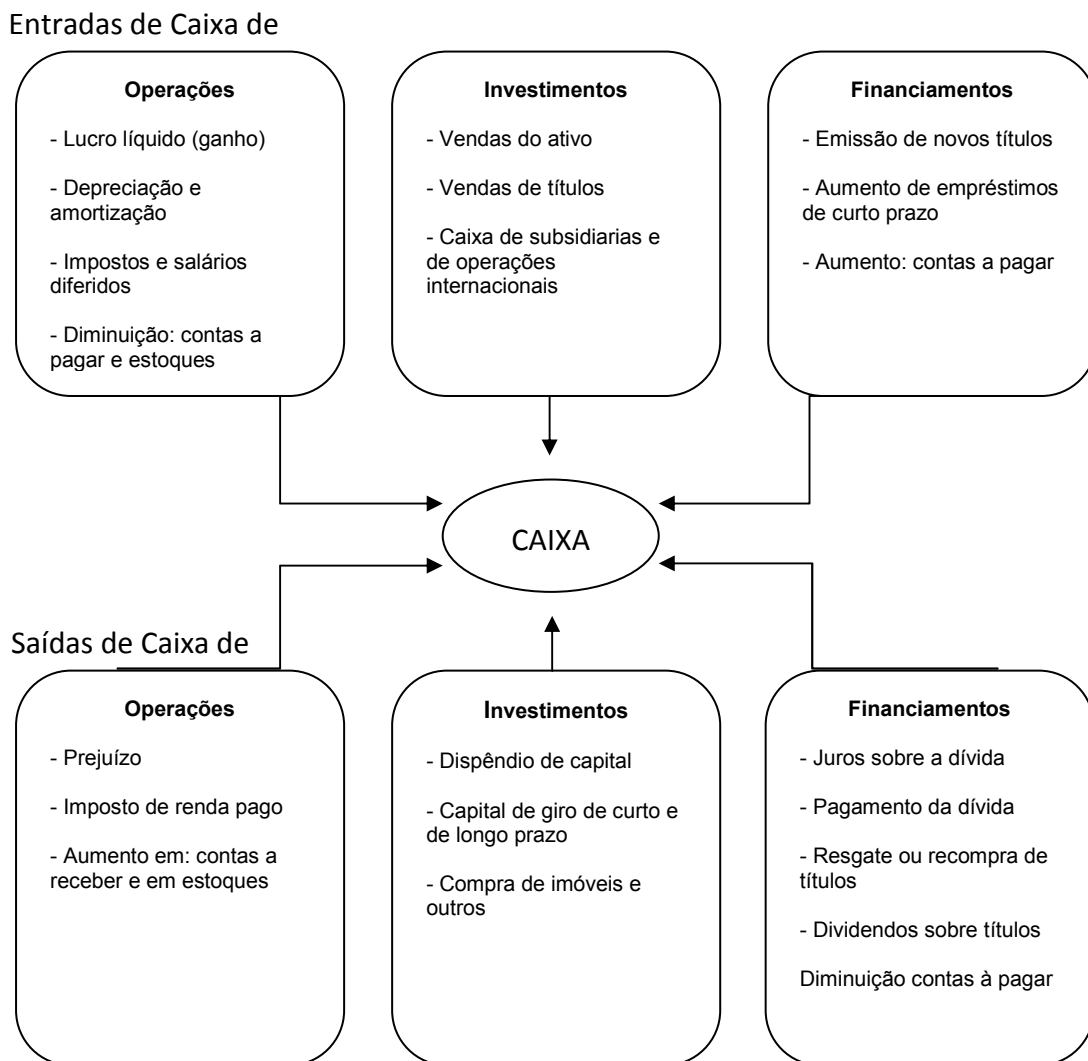 Entradas de Caixa de
Operações
- Lucro líquido (ganho)
- Depreciação e
amortização
- Impostos e salários
diferidos
- Diminuição: contas a
pagar e estoques
Investimentos
- Vendas do ativo
- Vendas de títulos
- Caixa de subsidiarias e
de operações
internacionais
Financiamentos
- Emissão de novos títulos
- Aumento de empréstimos
de curto prazo
- Aumento: contas a pagar
CAIXA
Saídas de Caixa de
Operações
- Prejuízo
- Imposto de renda pago
- Aumento em: contas a
receber e em estoques
Investimentos
- Dispêndio de capital
- Capital de giro de curto e
de longo prazo
- Compra de imóveis e
outros
Financiamentos
- Juros sobre a dívida
- Pagamento da dívida
- Resgate ou recompra de
títulos
- Dividendos sobre títulos
Diminuição contas à pagar